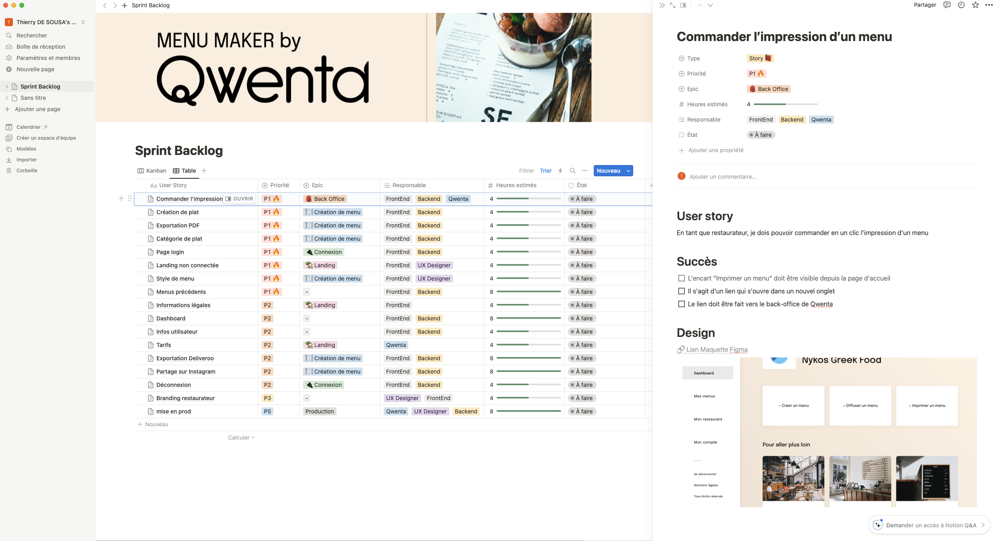 Sprint Backlog
Partager
T Thierry DE SOUSA's ...
Rechercher
Boîte de réception
Paramètres et membres
Nouvelle page
Sprint Backlog
Sans titre
Ajouter une page
Calendrier
Créer un espace d'équipe
Modèles
Importer
Corbeille
MENU MAKER by
Qwenta
SE
Sprint Backlog
Kanban Table
Filtrer Trier Nouveau
Aa User Story Priorité Epic Responsable # Heures estimés État
Commander l'impression OUVRIR P1 Back Office FrontEnd Backend Qwenta 4 À faire
Création de plat P1 Création de menu FrontEnd Backend 4 À faire
Exportation PDF P1 Création de menu FrontEnd Backend 4 À faire
Catégorie de plat P1 Création de menu FrontEnd Backend 4 À faire
Page login P1 Connexion FrontEnd Backend 4 À faire
Landing non connectée P1 Landing FrontEnd UX Designer 4 À faire
Style de menu P1 Création de menu FrontEnd UX Designer 4 À faire
Menus précédents P1 - FrontEnd Backend 8 À faire
Informations légales P2 Landing FrontEnd 4 À faire
Dashboard P2 - FrontEnd Backend 8 À faire
Infos utilisateur P2 - FrontEnd Backend 4 À faire
Tarifs P2 Landing Qwenta 4 À faire
Exportation Deliveroo P2 Création de menu FrontEnd Backend 8 À faire
Partage sur Instagram P2 Création de menu FrontEnd Backend 8 À faire
Déconnexion P2 Connexion FrontEnd Backend 4 À faire
Branding restaurateur P3 - UX Designer FrontEnd 4 À faire
mise en prod P5 Production Qwenta UX Designer Backend 8 À faire
Nouveau
Calculer
Commander l'impression d'un menu
Type Story
Priorité P1
Epic Back Office
# Heures estimés 4
Responsable FrontEnd Backend Qwenta
État À faire
Ajouter une propriété
T Ajouter un commentaire...
User story
En tant que restaurateur, je dois pouvoir commander en un clic l'impression d'un menu
Succès
L'encart "Imprimer un menu” doit être visible depuis la page d'accueil
Il s'agit d'un lien qui s'ouvre dans un nouvel onglet
Le lien doit être fait vers le back-office de Qwenta
Design
Lien Maquette Figma
Nykos Greek Food
Dashboard
Mes menus
Mon restaurant
Mon compte
Se déconnecter
Mentions légales
Tous droits réservés
+ Créer un menu
+ Diffuser un menu
+ Imprimer un menu
Pour aller plus loin
Demander un accès à Notion Q&A